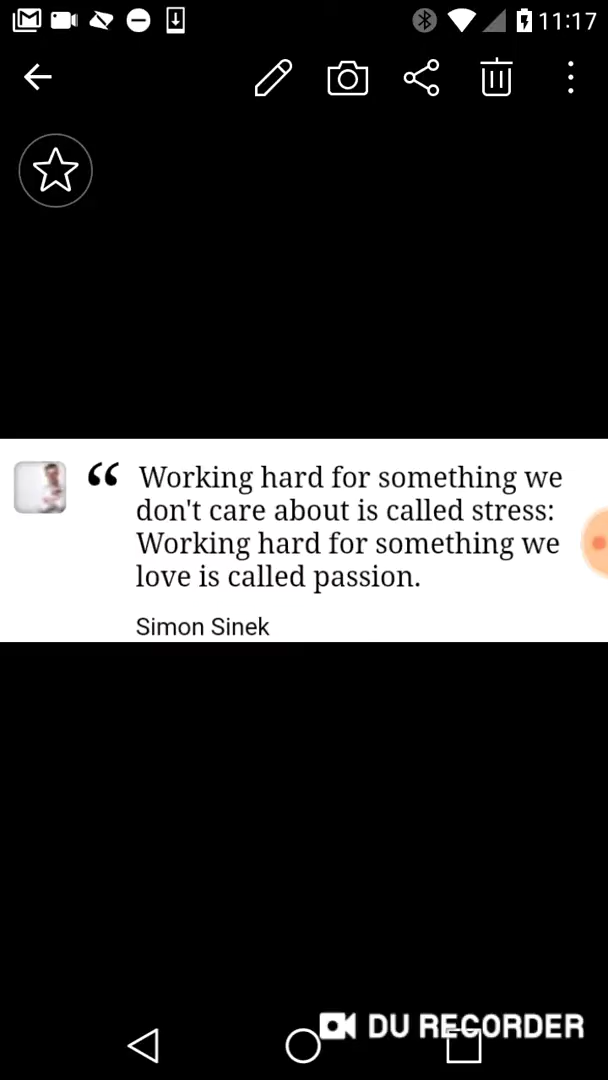 11:17
“ Working hard for something we
don't care about is called stress:
Working hard for something we
love is called passion.
Simon Sinek
DU RECORDER